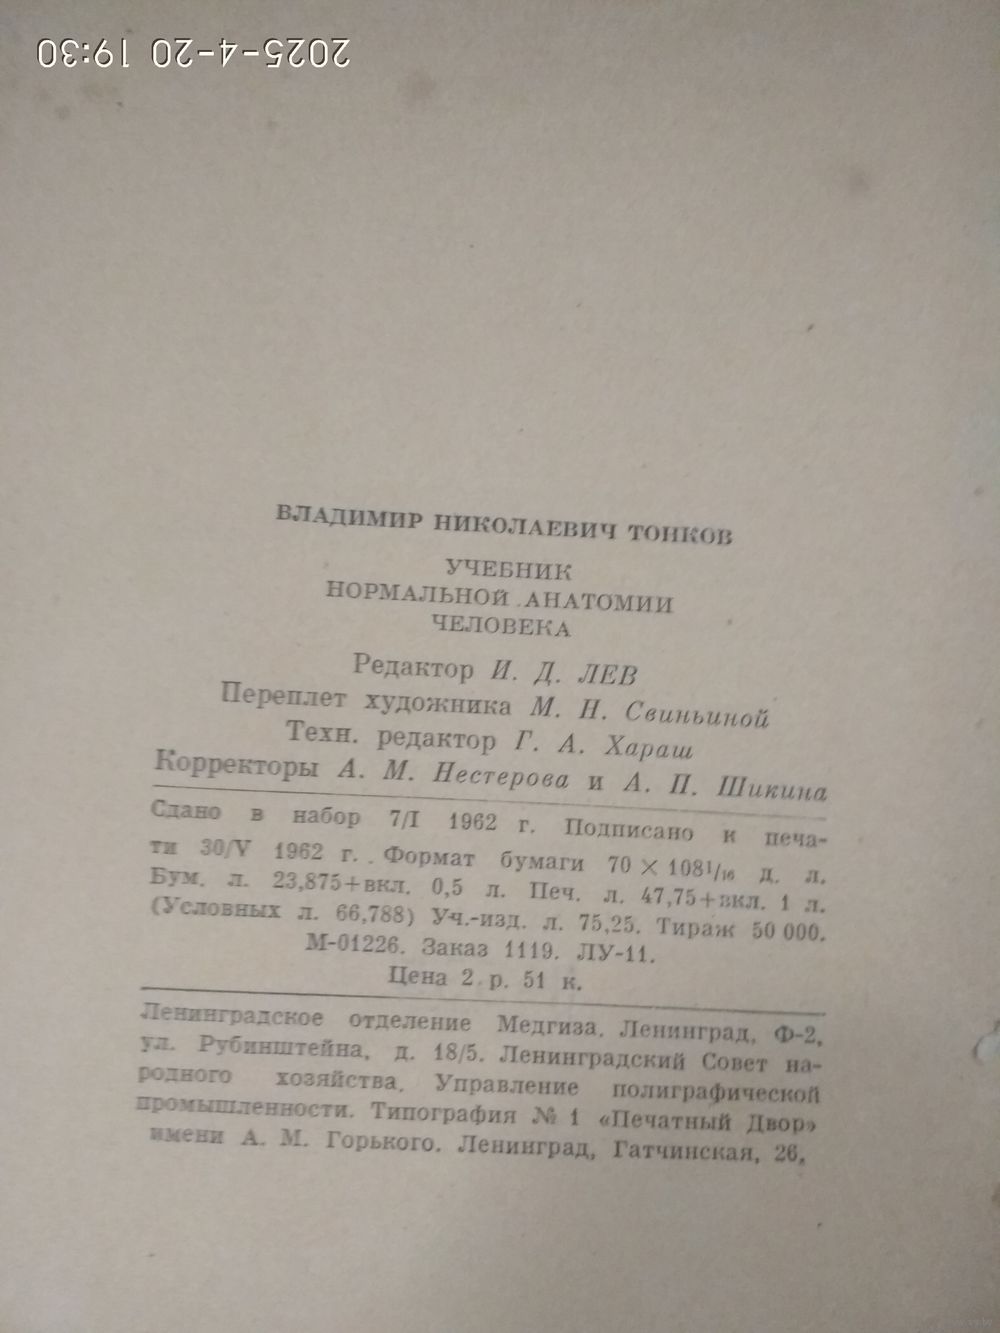 2025-4-20 19:30
ВЛАДИМИР НИКОЛАЕВИЧ ТОНКОВ
УЧЕБНИК
НОРМАЛЬНОЙ АНАТОМИИ
ЧЕЛОВЕКА
Редактор И. Д. ЛЕВ
Переплет художника М. Н. Свиньиной
Техн. редактор Г. А. Хараш
Корректоры А. М. Нестерова и А. П. Шикина
Сдано в набор 7/I 1962 г. Подписано к печа-
ти 30/V 1962 г. Формат бумаги 70 × 108¹/₁₆ д. л.
Бум. л. 23,875+вкл. 0,5 л. Печ. л. 47,75+вкл. 1 л.
(Условных л. 66,788) Уч.-изд. л. 75,25. Тираж 50 000.
М-01226. Заказ 1119. ЛУ-11.
Цена 2 р. 51 к.
Ленинградское отделение Медгиза. Ленинград, Ф-2,
ул. Рубинштейна, д. 18/5. Ленинградский Совет на-
родного хозяйства. Управление полиграфической
промышленности. Типография № 1 «Печатный Двор»
имени А. М. Горького. Ленинград, Гатчинская, 26.